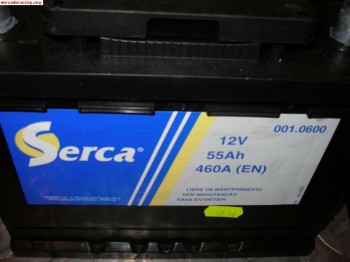 mercadoracing.org
Serca
12V
55Ah
460A (EN)
001.0600
LIBRE DE MANTENIMIENTO
SEM MANUTENÇÃO
SANS ENTRETIEN